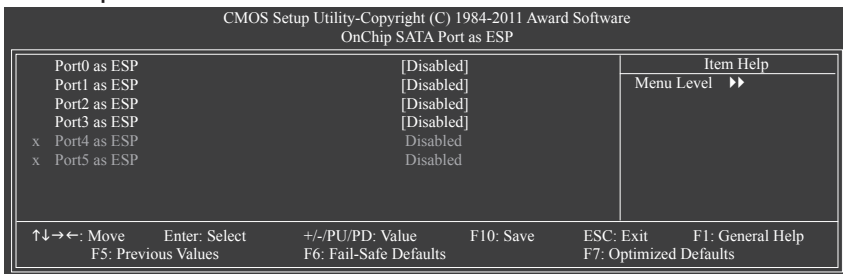 CMOS Setup Utility-Copyright (C) 1984-2011 Award Software
OnChip SATA Port as ESP
Port0 as ESP [Disabled]
Port1 as ESP [Disabled]
Port2 as ESP [Disabled]
Port3 as ESP [Disabled]
x Port4 as ESP Disabled
x Port5 as ESP Disabled
Item Help
Menu Level ▶▶
↑↓→←: Move Enter: Select +/-/PU/PD: Value F10: Save ESC: Exit F1: General Help
F5: Previous Values F6: Fail-Safe Defaults F7: Optimized Defaults